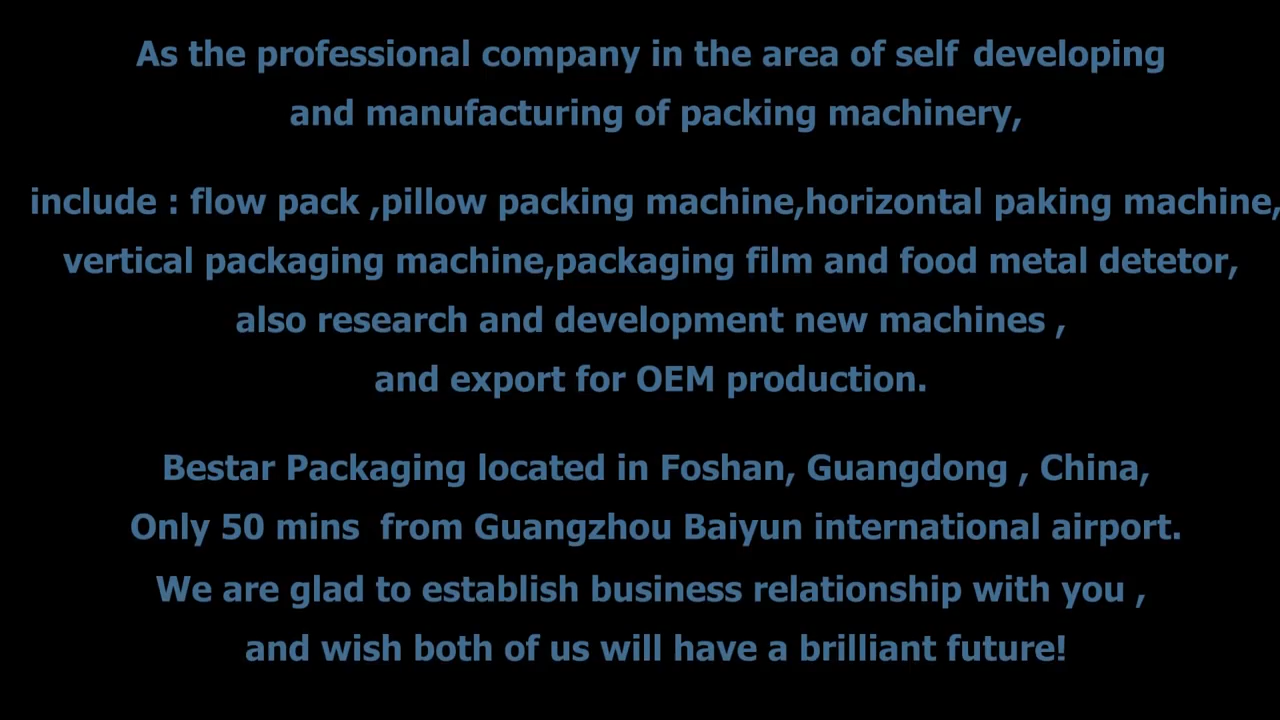 As the professional company in the area of self developing
and manufacturing of packing machinery,
include : flow pack ,pillow packing machine,horizontal paking machine,
vertical packaging machine,packaging film and food metal detetor,
also research and development new machines ,
and export for OEM production.
Bestar Packaging located in Foshan, Guangdong , China,
Only 50 mins  from Guangzhou Baiyun international airport.
We are glad to establish business relationship with you ,
and wish both of us will have a brilliant future!